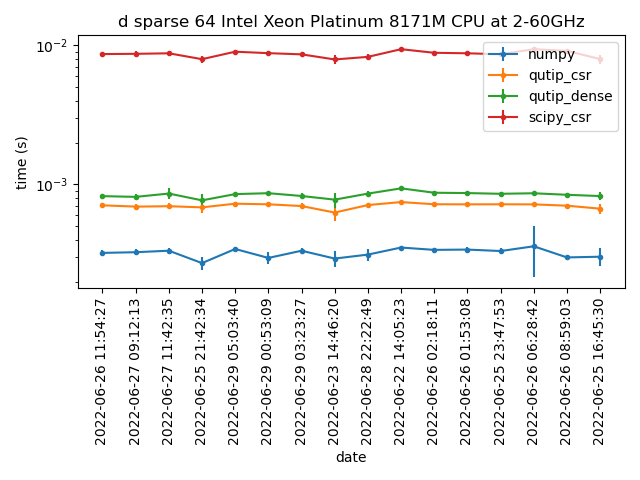 d sparse 64 Intel Xeon Platinum 8171M CPU at 2-60GHz
time (s)
10⁻²
10⁻³
numpy
qutip_csr
qutip_dense
scipy_csr
2022-06-26 11:54:27
2022-06-27 09:12:13
2022-06-27 11:42:35
2022-06-25 21:42:34
2022-06-29 05:03:40
2022-06-29 00:53:09
2022-06-29 03:23:27
2022-06-23 14:46:20
2022-06-28 22:22:49
2022-06-22 14:05:23
2022-06-26 02:18:11
2022-06-26 01:53:08
2022-06-25 23:47:53
2022-06-26 06:28:42
2022-06-26 08:59:03
2022-06-25 16:45:30
date